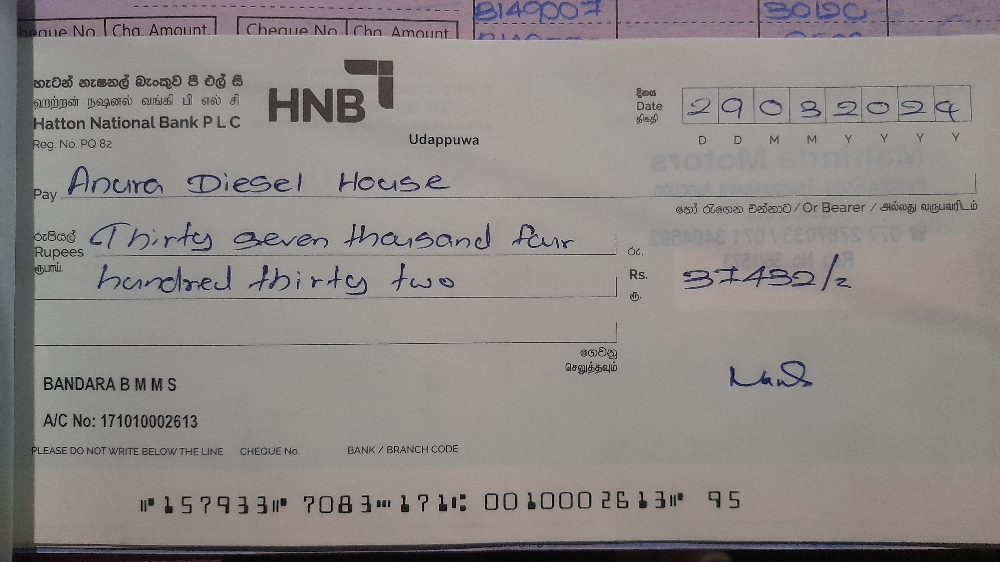 B149007 30190
Cheque No. Chq. Amount. Cheque No Chq. Amount.
හැටන් නැෂනල් බැංකුව පී එල් සී
ஹற்றன் நஷனல் வங்கி பி எல் சி
Hatton National Bank P L C
Reg. No. PQ 82
HNB
Udappuwa
දිනය
Date
திகதி
29032024
D D M M Y Y Y Y
Pay Anura Diesel House
හෝ රැගෙන එන්නාට / Or Bearer / அல்லது வருபவரிடம்
රුපියල් Thirty seven thousand four
Rupees
ரூபாய்
hundred thirty two
රු.
Rs. 37432/=
ரூ.
ගෙවනු
செலுத்தவும்
BANDARA B M M S
A/C No: 171010002613
PLEASE DO NOT WRITE BELOW THE LINE CHEQUE No. BANK / BRANCH CODE
⑈157933⑈ 7083⑉171⑆ 0010002613⑈ 95